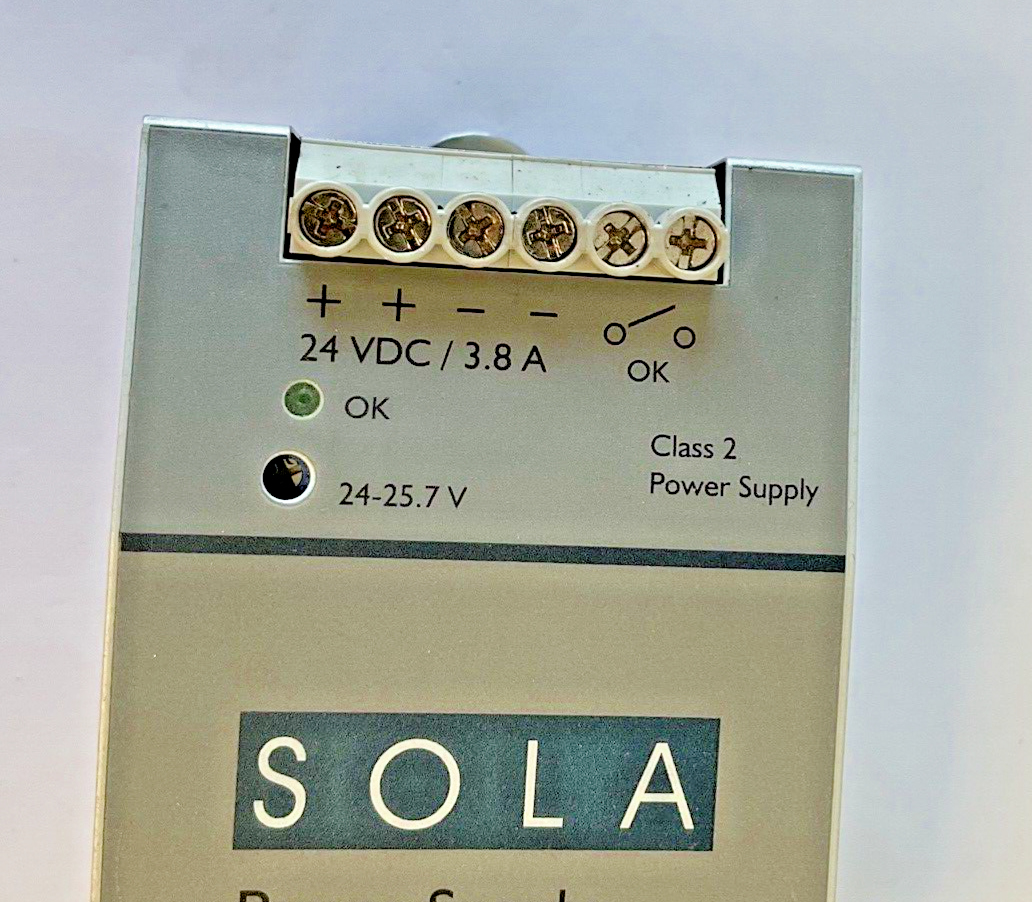 + + − −
24 VDC / 3.8 A
OK
OK
24-25.7 V
Class 2
Power Supply
SOLA